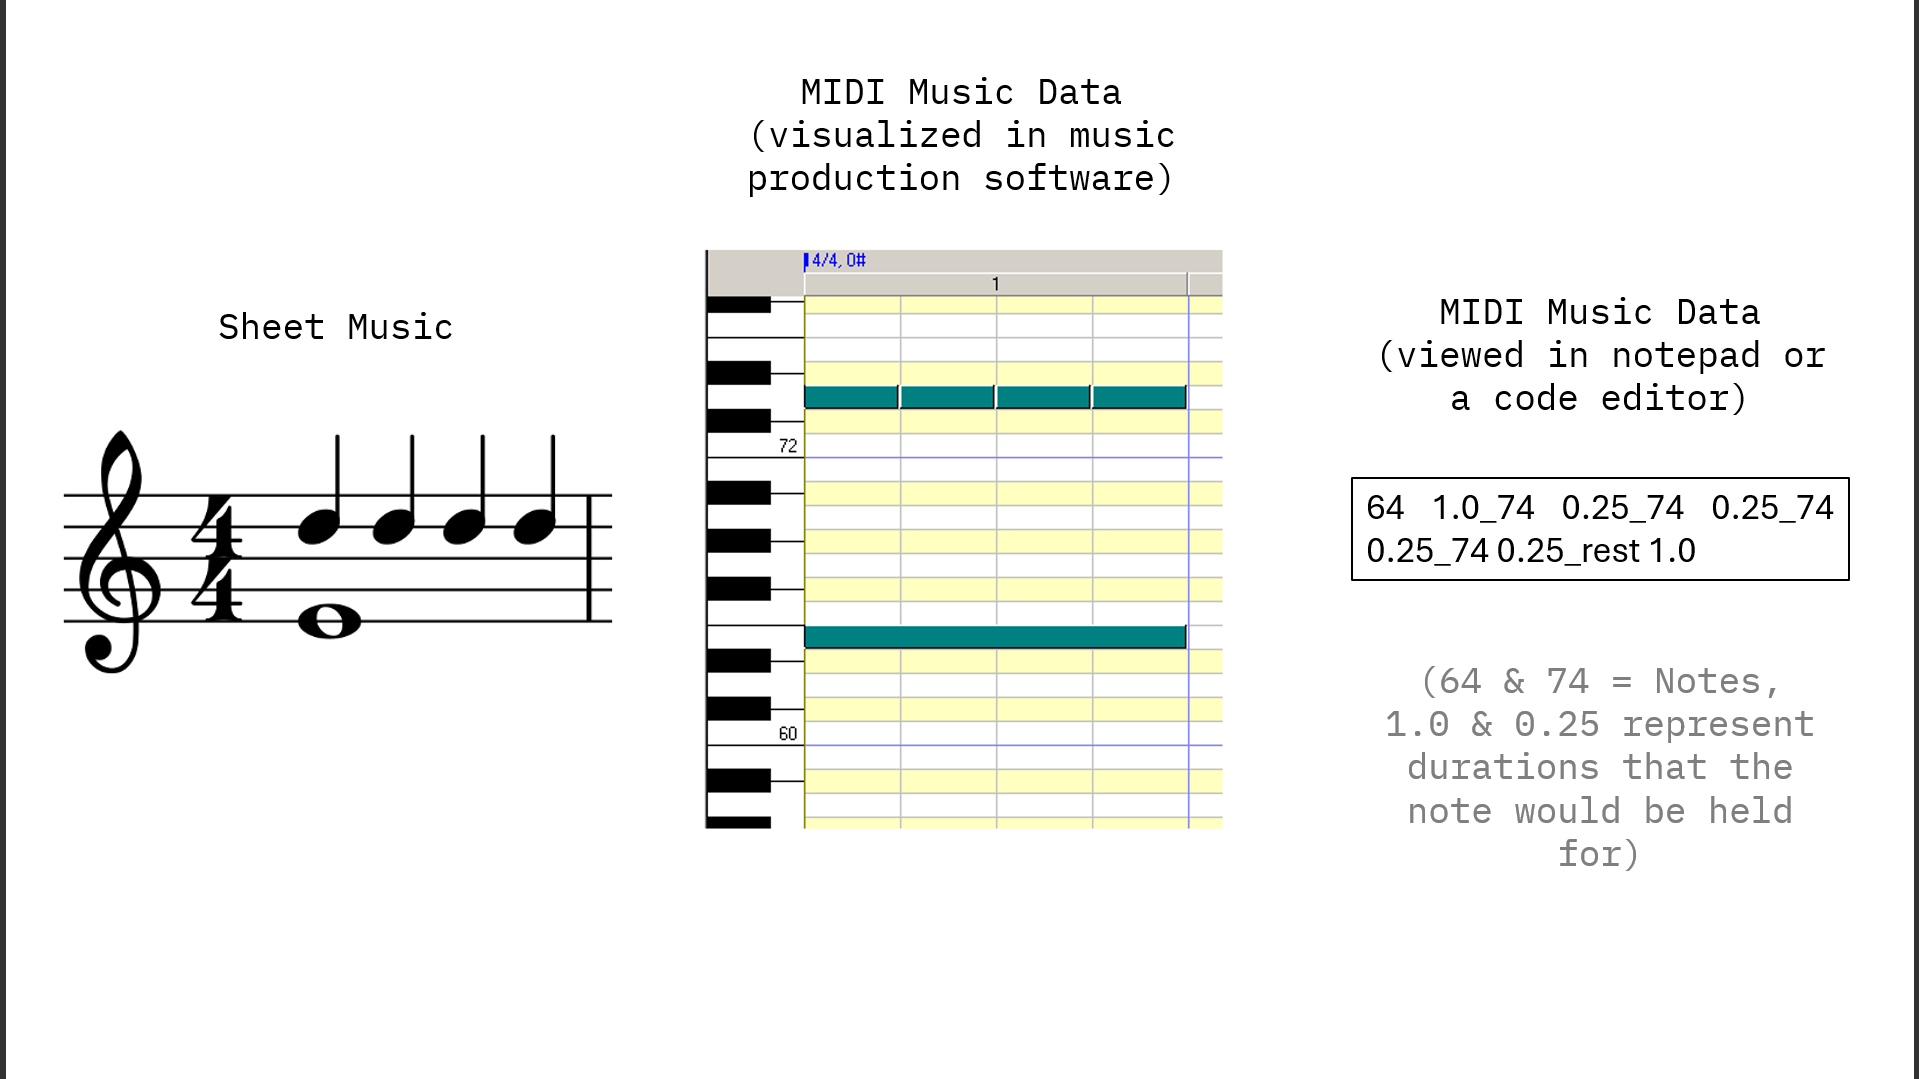 Sheet Music
4
4
MIDI Music Data
(visualized in music
production software)
4/4, 0#
1
72
60
MIDI Music Data
(viewed in notepad or
a code editor)
64 1.0_74 0.25_74 0.25_74
0.25_74 0.25_rest 1.0
(64 & 74 = Notes,
1.0 & 0.25 represent
durations that the
note would be held
for)